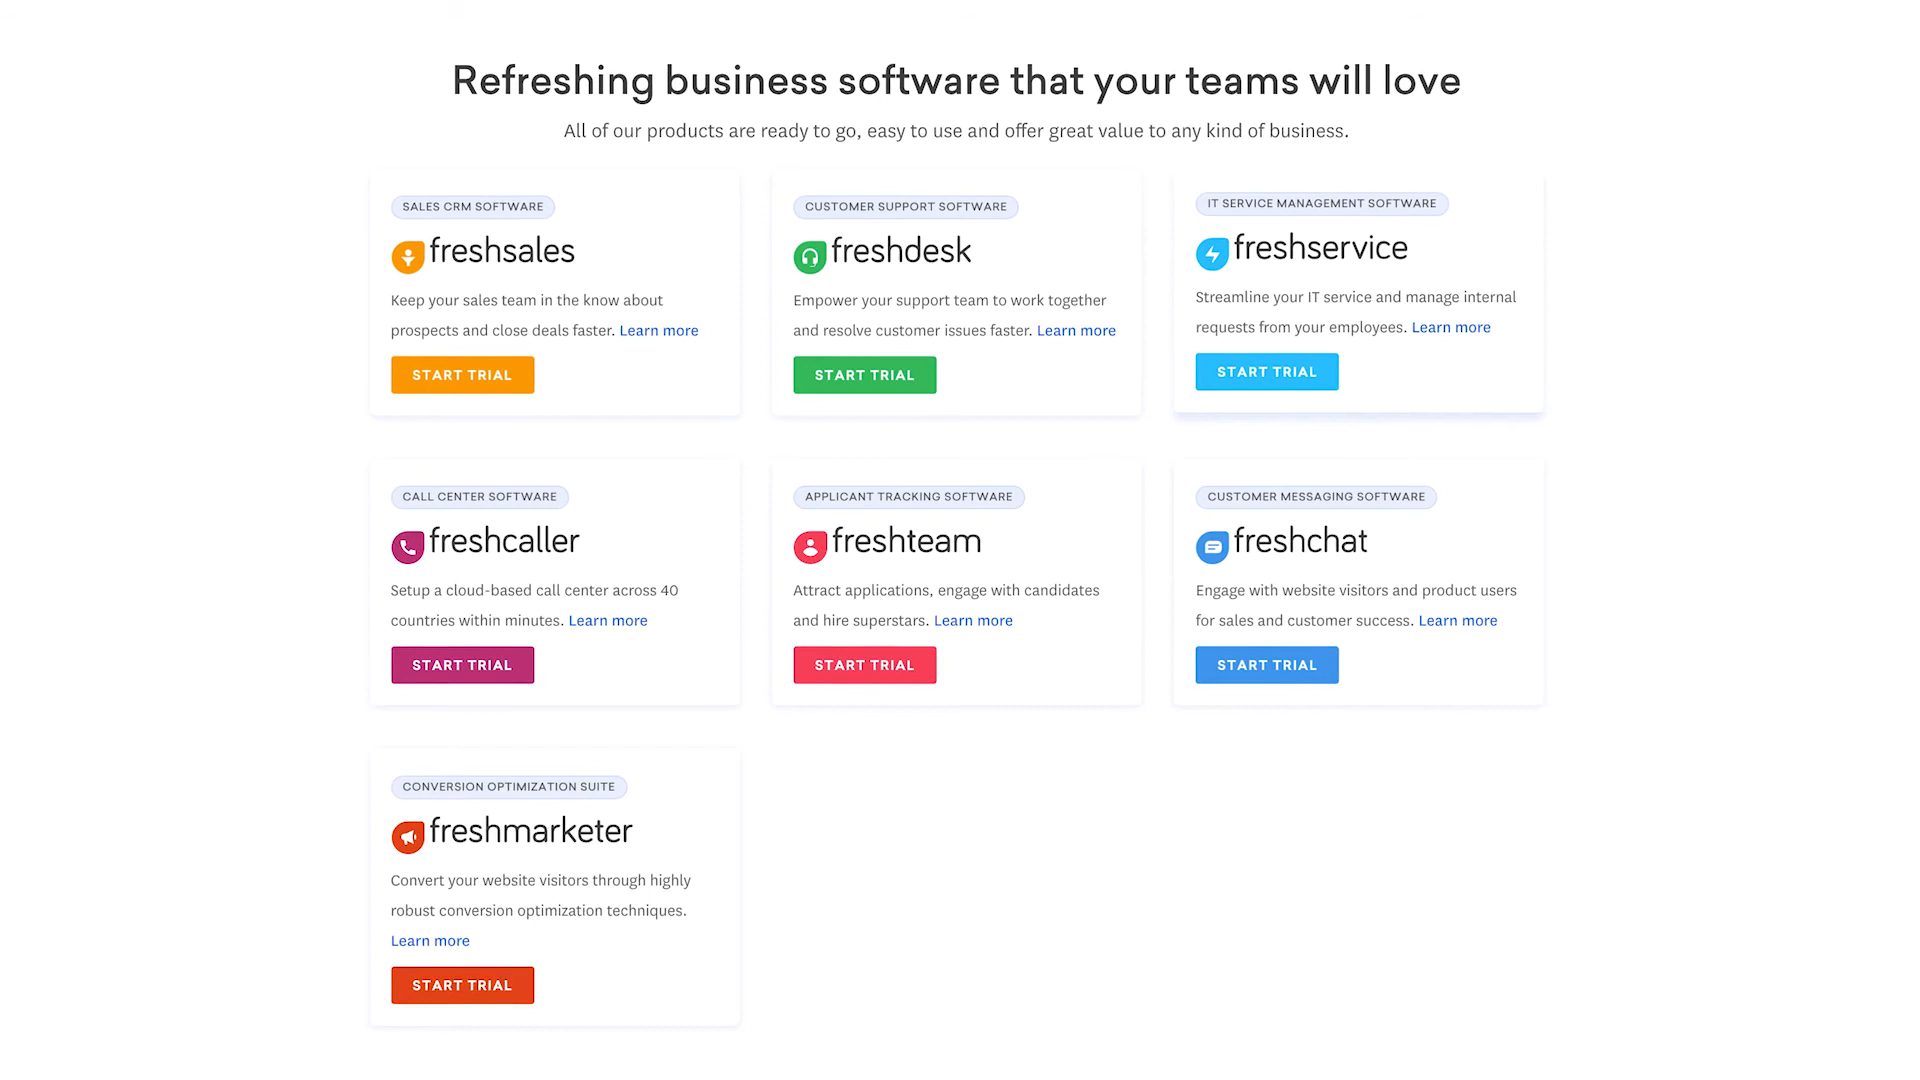 Refreshing business software that your teams will love
All of our products are ready to go, easy to use and offer great value to any kind of business.
SALES CRM SOFTWARE
freshsales
Keep your sales team in the know about
prospects and close deals faster. Learn more
START TRIAL
CUSTOMER SUPPORT SOFTWARE
freshdesk
Empower your support team to work together
and resolve customer issues faster. Learn more
START TRIAL
IT SERVICE MANAGEMENT SOFTWARE
freshservice
Streamline your IT service and manage internal
requests from your employees. Learn more
START TRIAL
CALL CENTER SOFTWARE
freshcaller
Setup a cloud-based call center across 40
countries within minutes. Learn more
START TRIAL
APPLICANT TRACKING SOFTWARE
freshteam
Attract applications, engage with candidates
and hire superstars. Learn more
START TRIAL
CUSTOMER MESSAGING SOFTWARE
freshchat
Engage with website visitors and product users
for sales and customer success. Learn more
START TRIAL
CONVERSION OPTIMIZATION SUITE
freshmarketer
Convert your website visitors through highly
robust conversion optimization techniques.
Learn more
START TRIAL